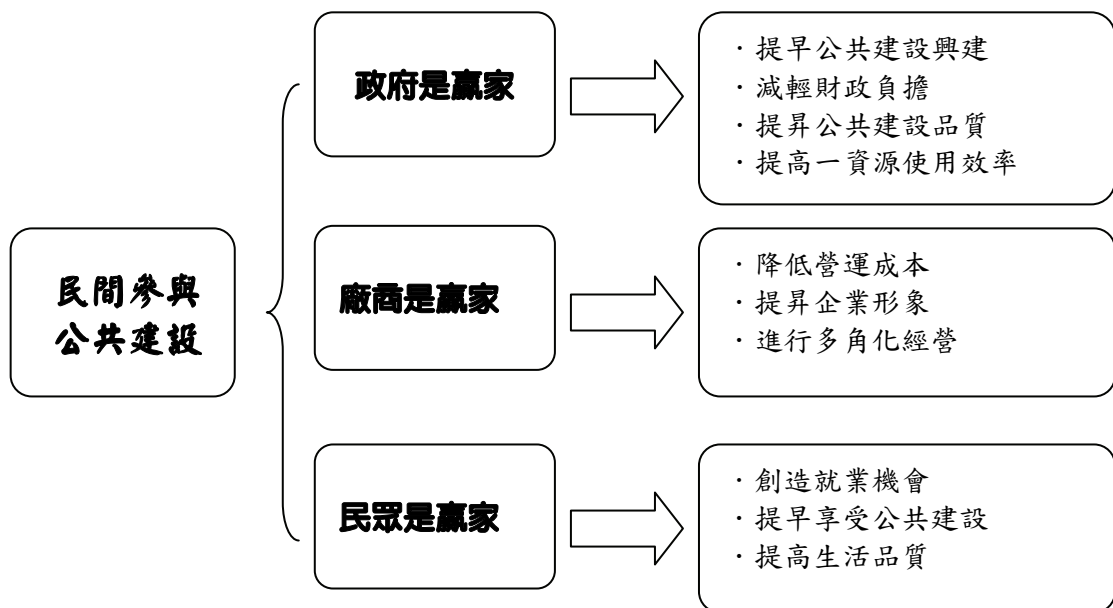 民間參與
公共建設
政府是贏家
·提早公共建設興建
·減輕財政負擔
·提昇公共建設品質
·提高一資源使用效率
廠商是贏家
·降低營運成本
·提昇企業形象
·進行多角化經營
民眾是贏家
·創造就業機會
·提早享受公共建設
·提高生活品質